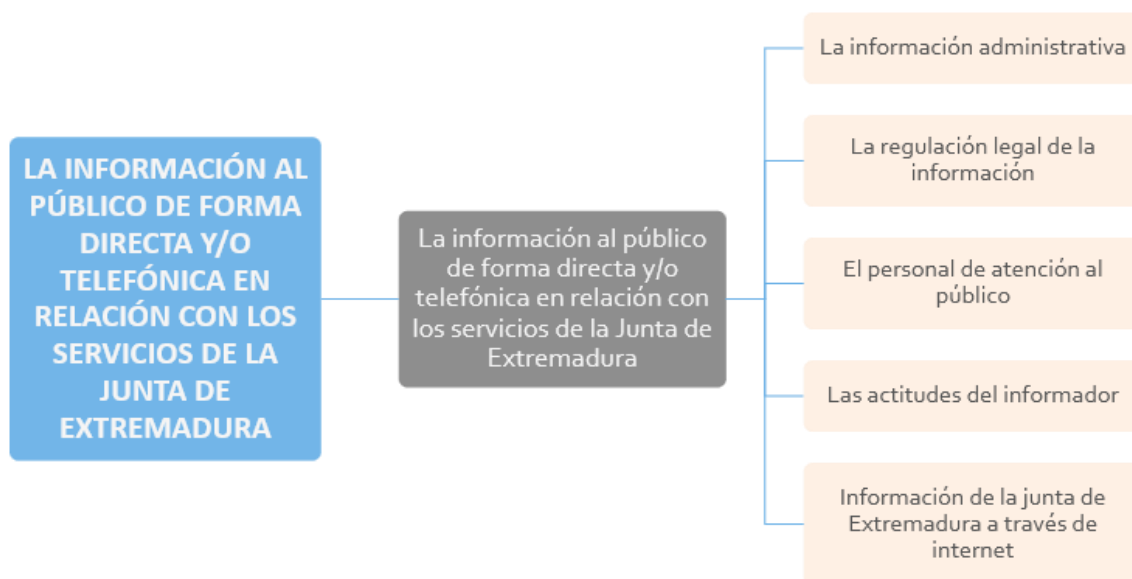 LA INFORMACIÓN AL
PÚBLICO DE FORMA
DIRECTA Y/O
TELEFÓNICA EN
RELACIÓN CON LOS
SERVICIOS DE LA
JUNTA DE
EXTREMADURA
La información al público
de forma directa y/o
telefónica en relación con
los servicios de la Junta de
Extremadura
La información administrativa
La regulación legal de la
información
El personal de atención al
público
Las actitudes del informador
Información de la junta de
Extremadura a través de
internet